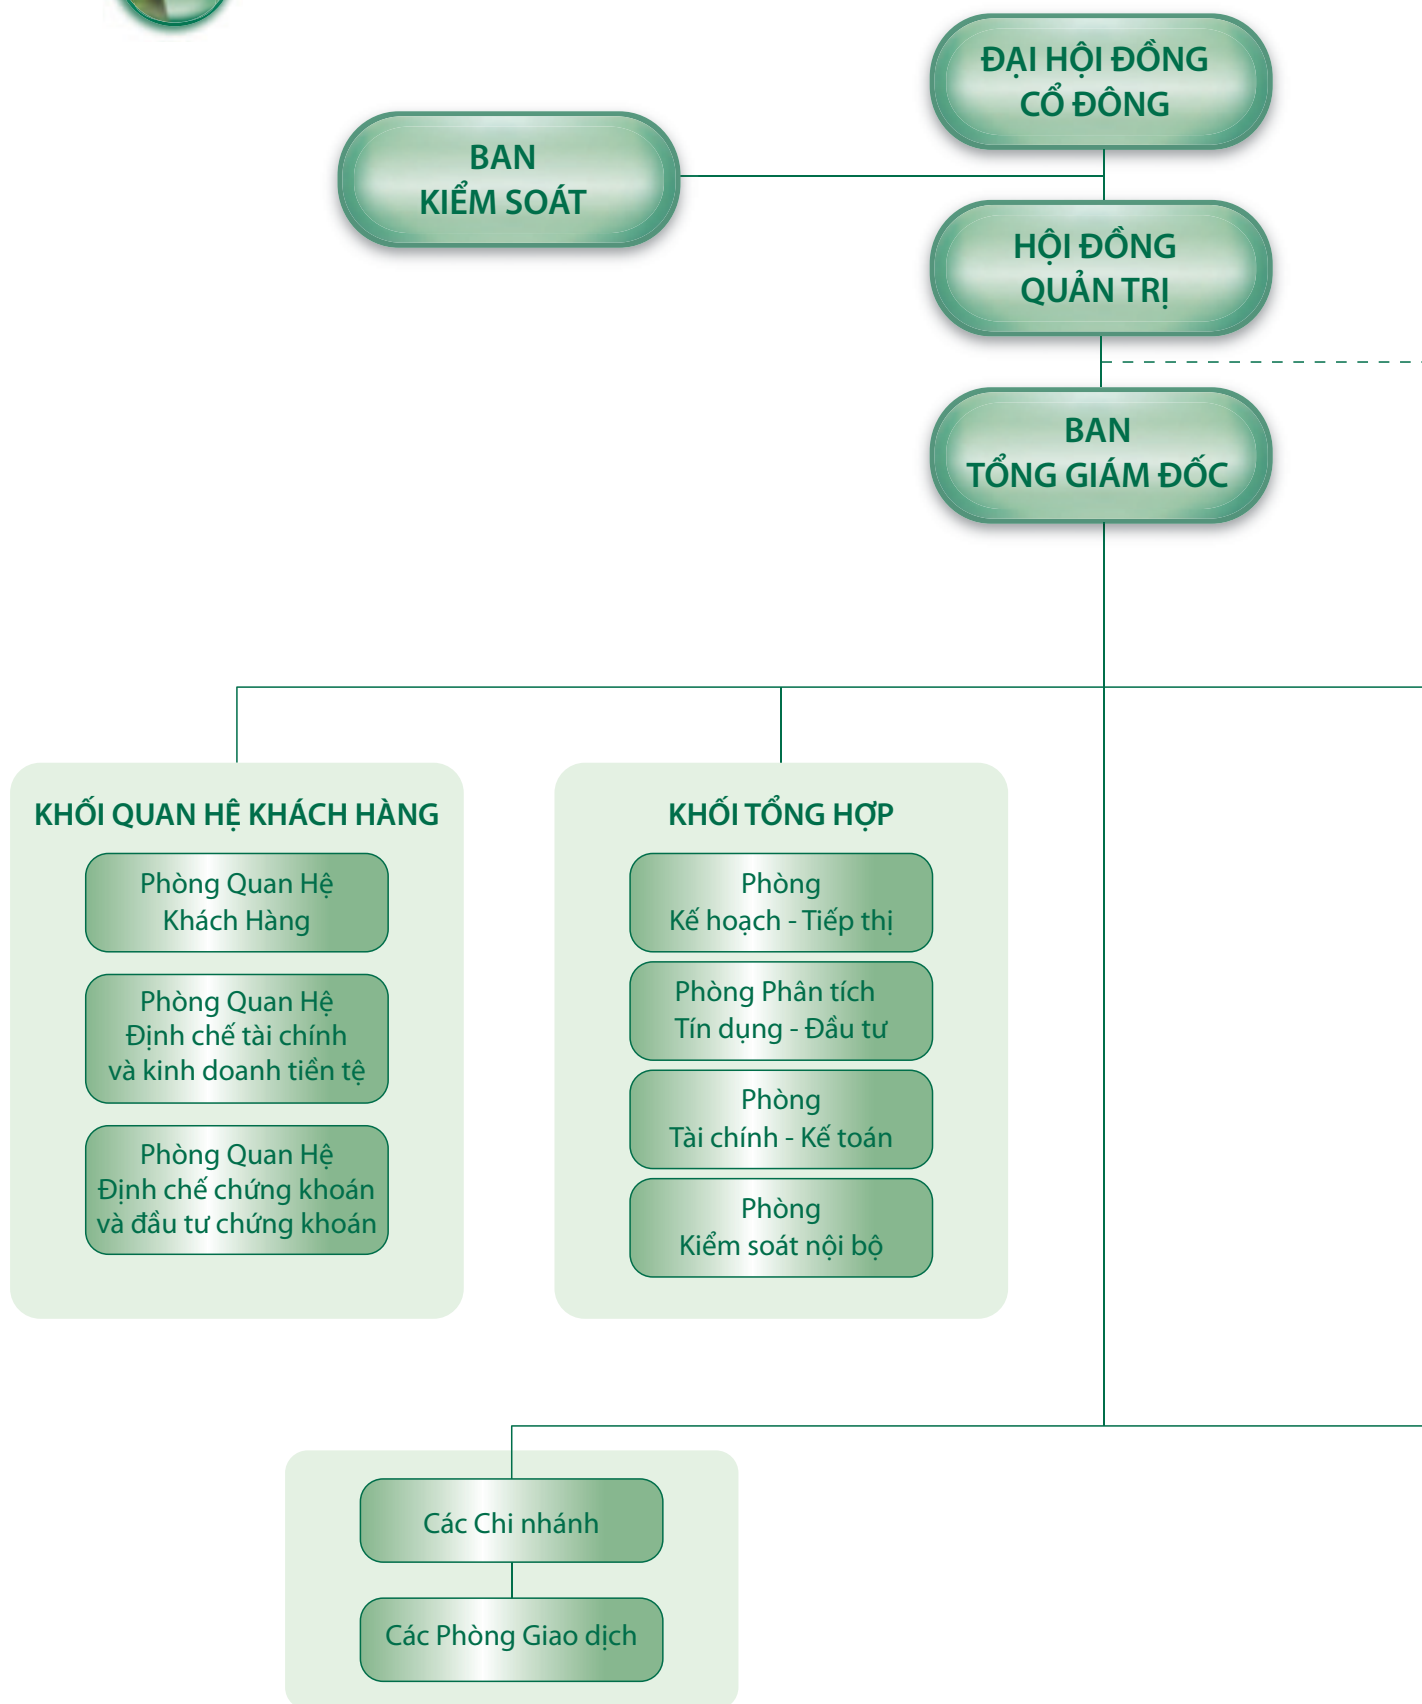 ĐẠI HỘI ĐỒNG
CỔ ĐÔNG
BAN
KIỂM SOÁT
HỘI ĐỒNG
QUẢN TRỊ
BAN
TỔNG GIÁM ĐỐC
KHỐI QUAN HỆ KHÁCH HÀNG
Phòng Quan Hệ
Khách Hàng
Phòng Quan Hệ
Định chế tài chính
và kinh doanh tiền tệ
Phòng Quan Hệ
Định chế chứng khoán
và đầu tư chứng khoán
KHỐI TỔNG HỢP
Phòng
Kế hoạch - Tiếp thị
Phòng Phân tích
Tín dụng - Đầu tư
Phòng
Tài chính - Kế toán
Phòng
Kiểm soát nội bộ
Các Chi nhánh
Các Phòng Giao dịch